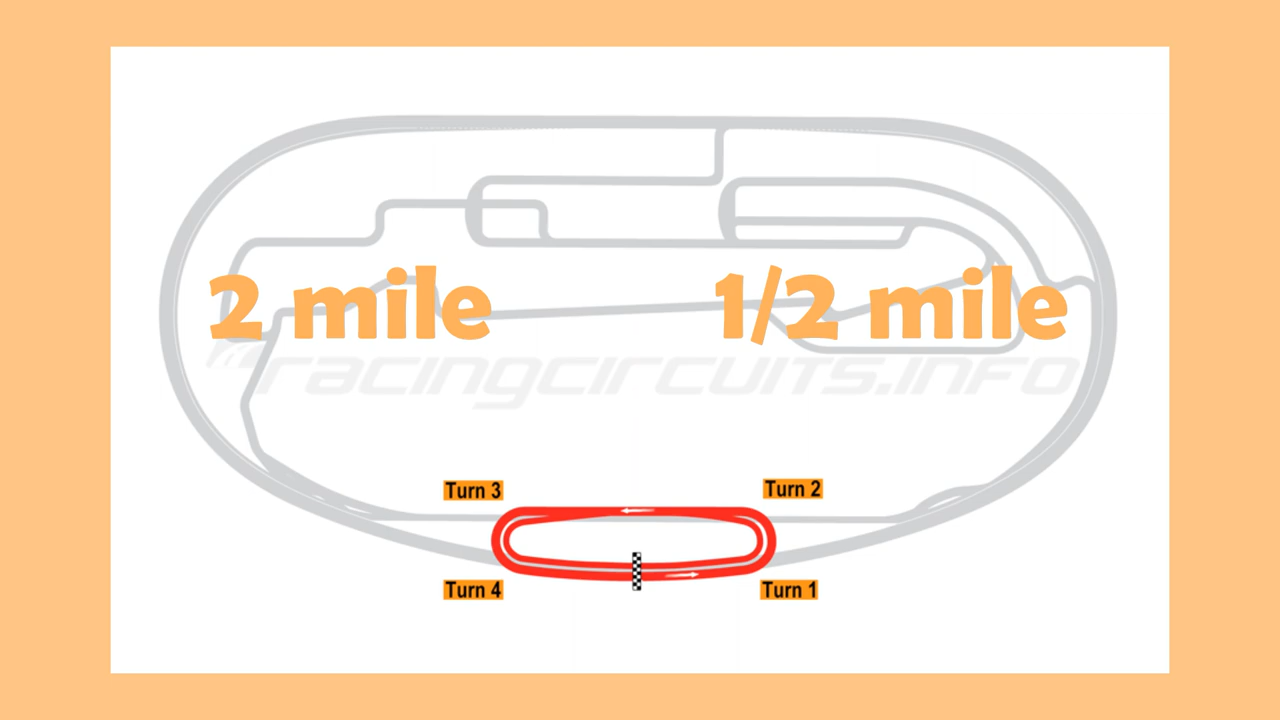 2 mile
1/2 mile
racingcircuits.info
Turn 3
Turn 2
Turn 4
Turn 1